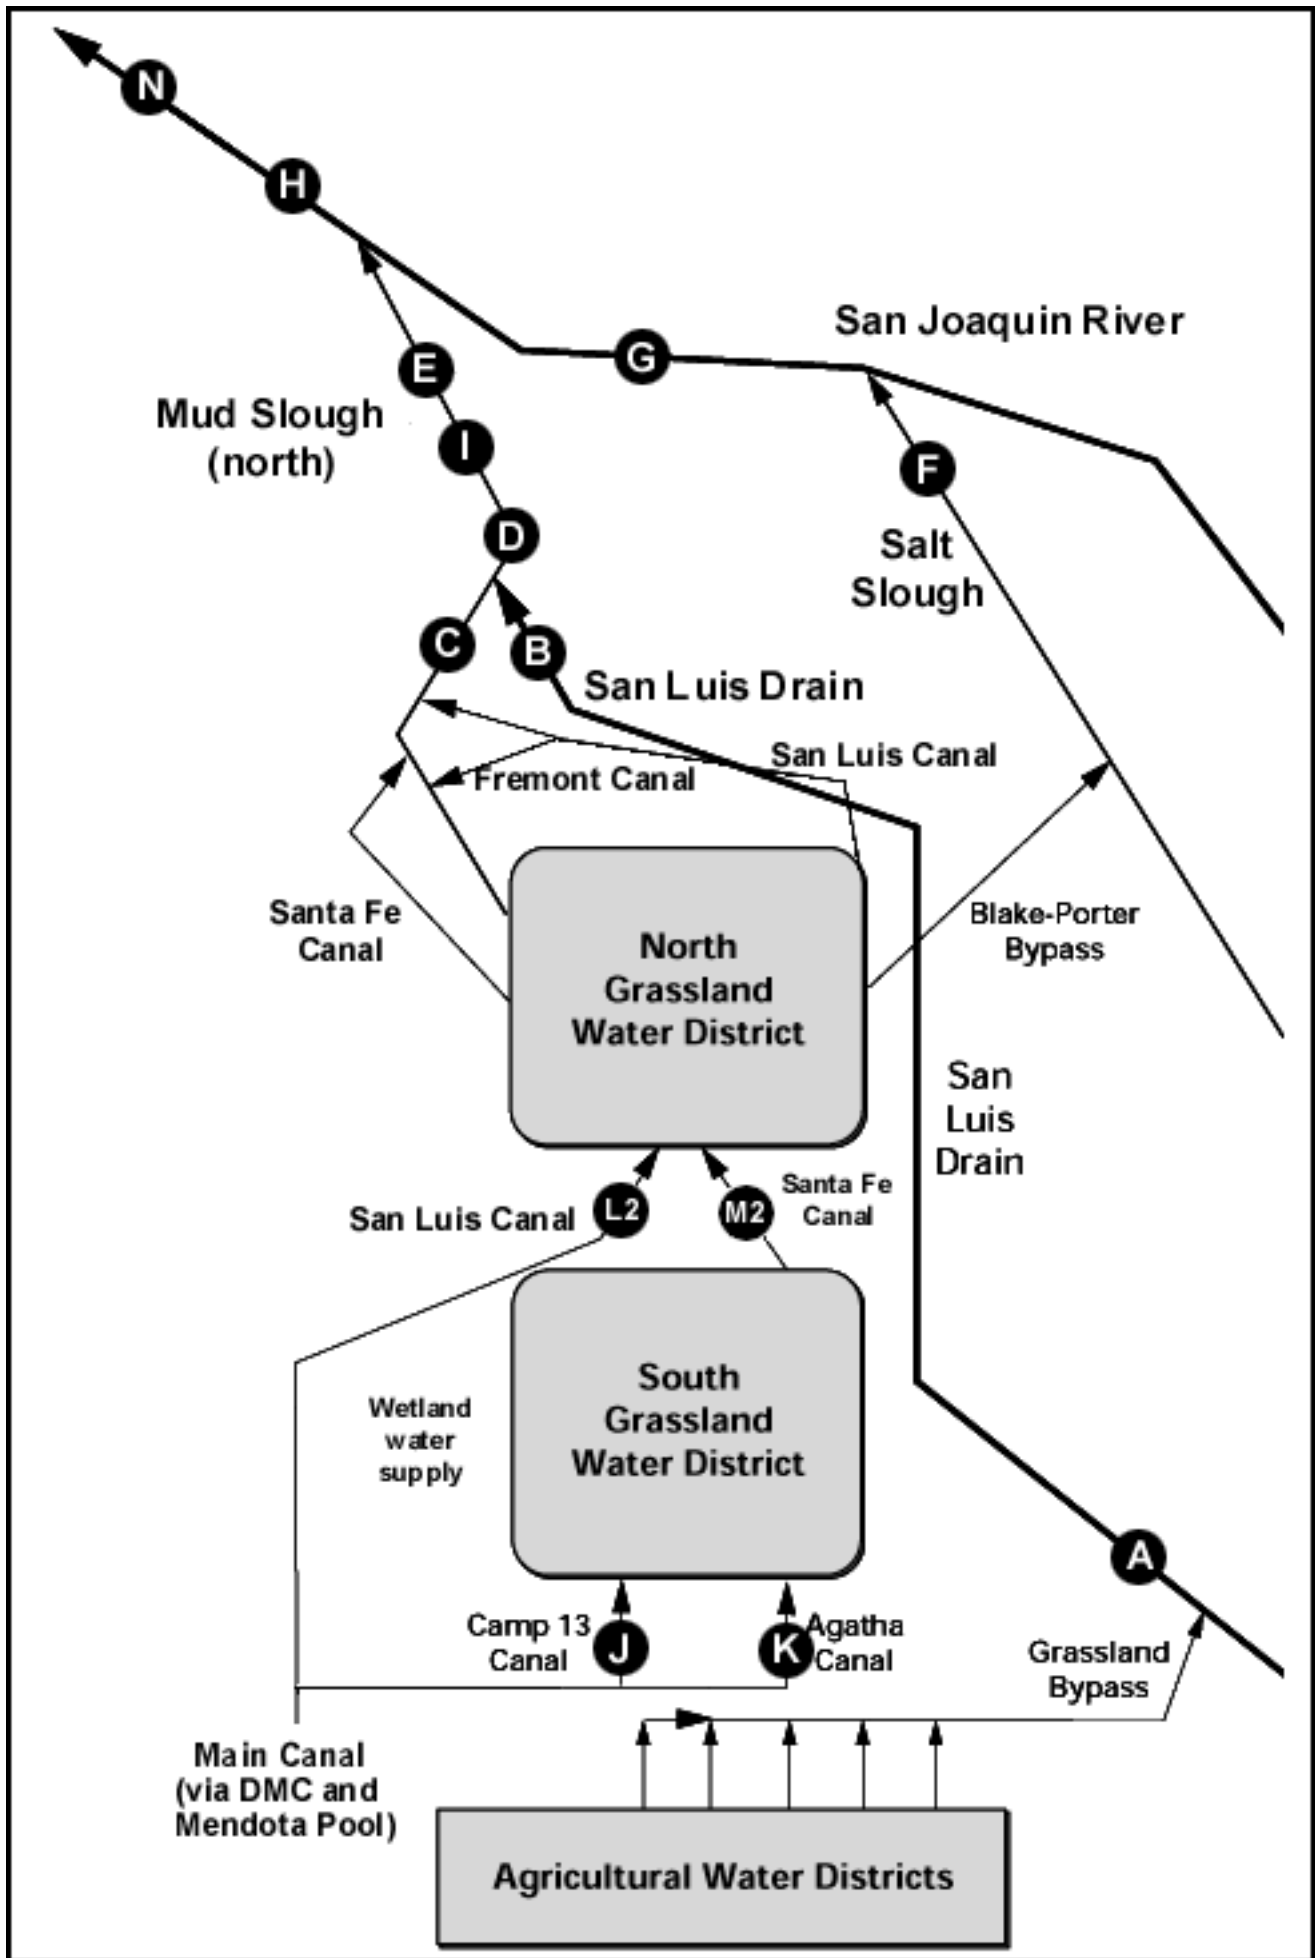 N
H
San Joaquin River
G
E
Mud Slough
(north)
I
F
D
Salt
Slough
C
B
San Luis Drain
San Luis Canal
Fremont Canal
Santa Fe
Canal
Blake-Porter
Bypass
North
Grassland
Water District
San
Luis
Drain
San Luis Canal
L2
M2
Santa Fe
Canal
South
Grassland
Water District
Wetland
water
supply
A
Camp 13
Canal
J
K
Agatha
Canal
Grassland
Bypass
Main Canal
(via DMC and
Mendota Pool)
Agricultural Water Districts